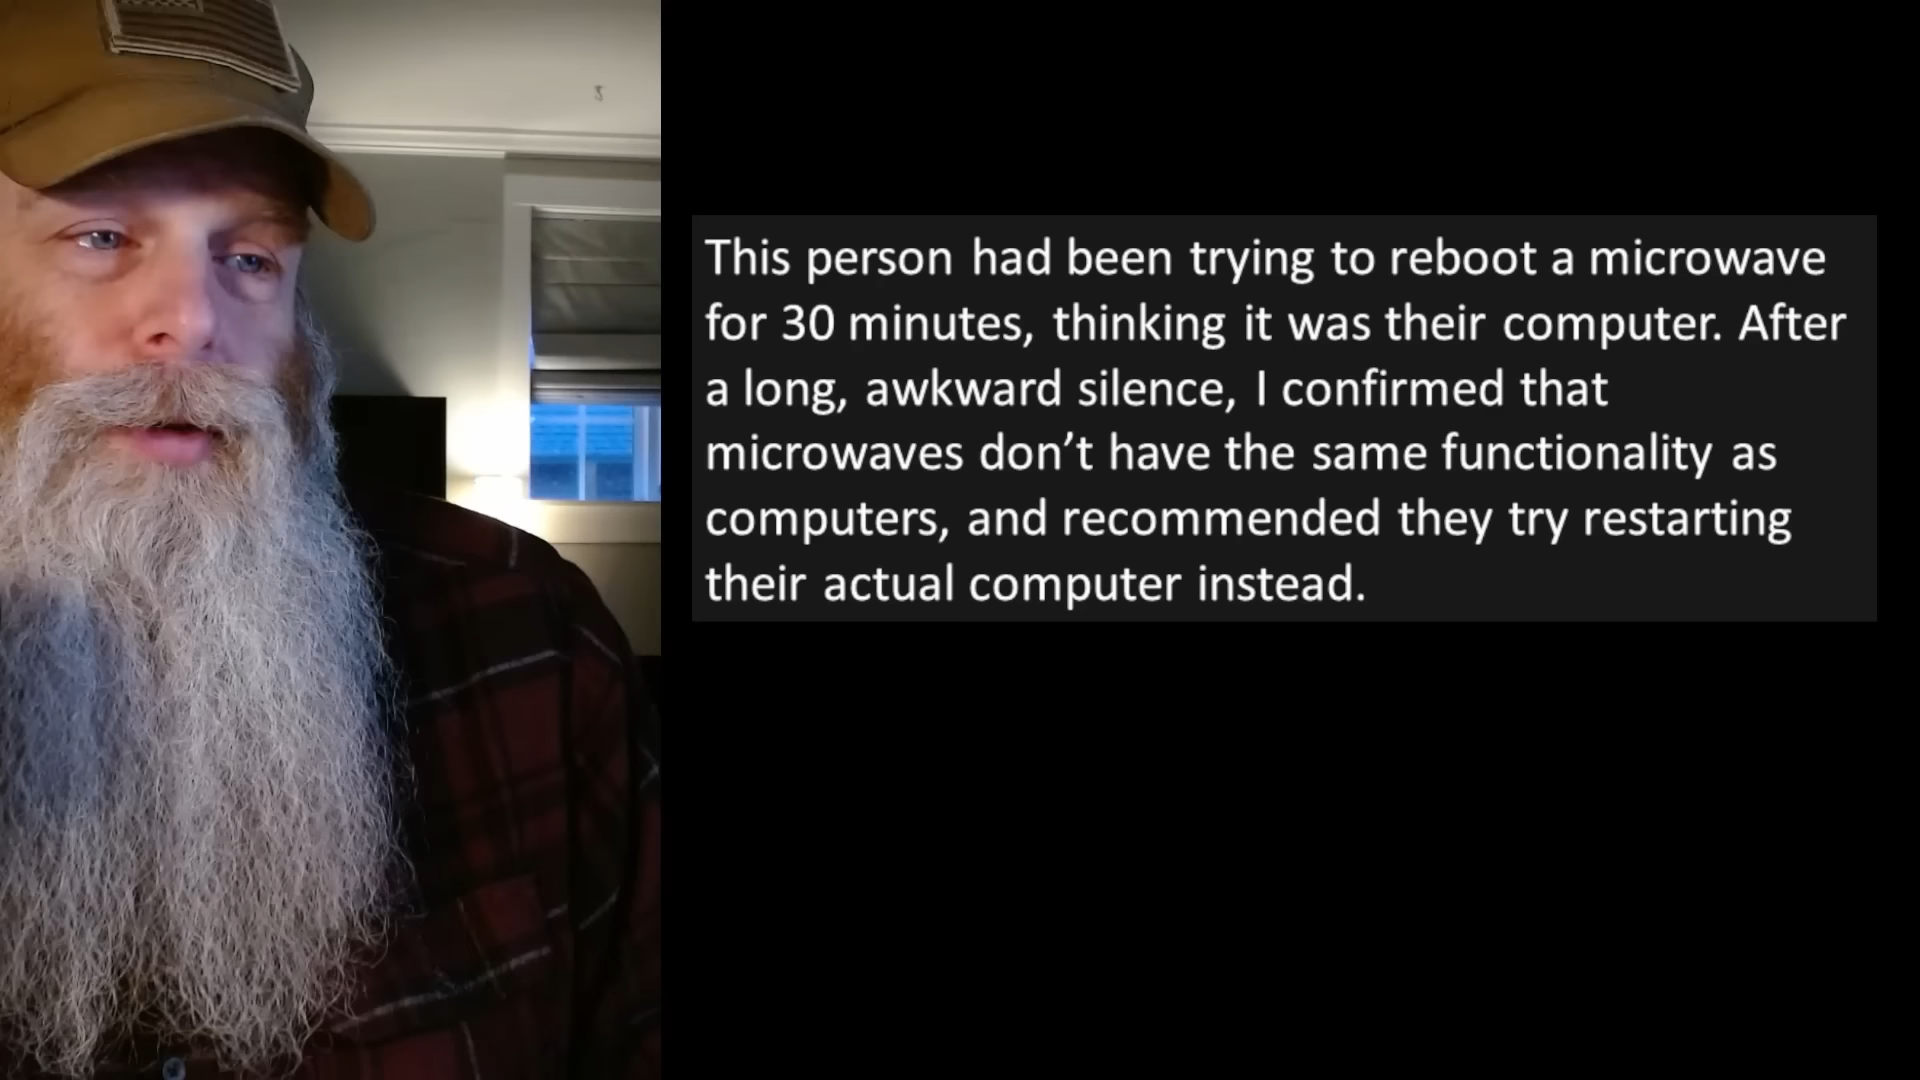 This person had been trying to reboot a microwave
for 30 minutes, thinking it was their computer. After
a long, awkward silence, I confirmed that
microwaves don’t have the same functionality as
computers, and recommended they try restarting
their actual computer instead.